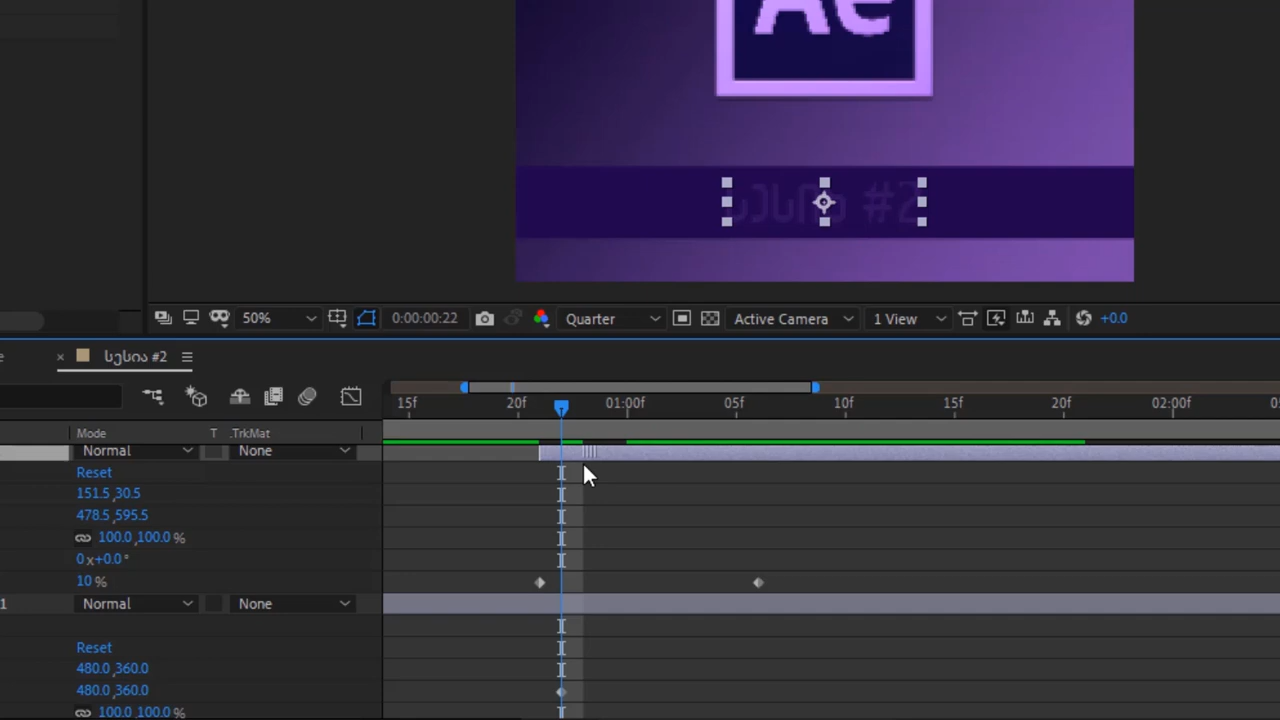 Ae
სესია #2
50%
0:00:00:22
Quarter
Active Camera
1 View
+0.0
სესია #2
15f
20f
01:00f
05f
10f
15f
20f
02:00f
Mode
T
.TrkMat
Normal
None
Reset
151.5,30.5
478.5,595.5
100.0,100.0 %
0 x+0.0°
10 %
1
Normal
None
Reset
480.0,360.0
480.0,360.0
100.0,100.0 %